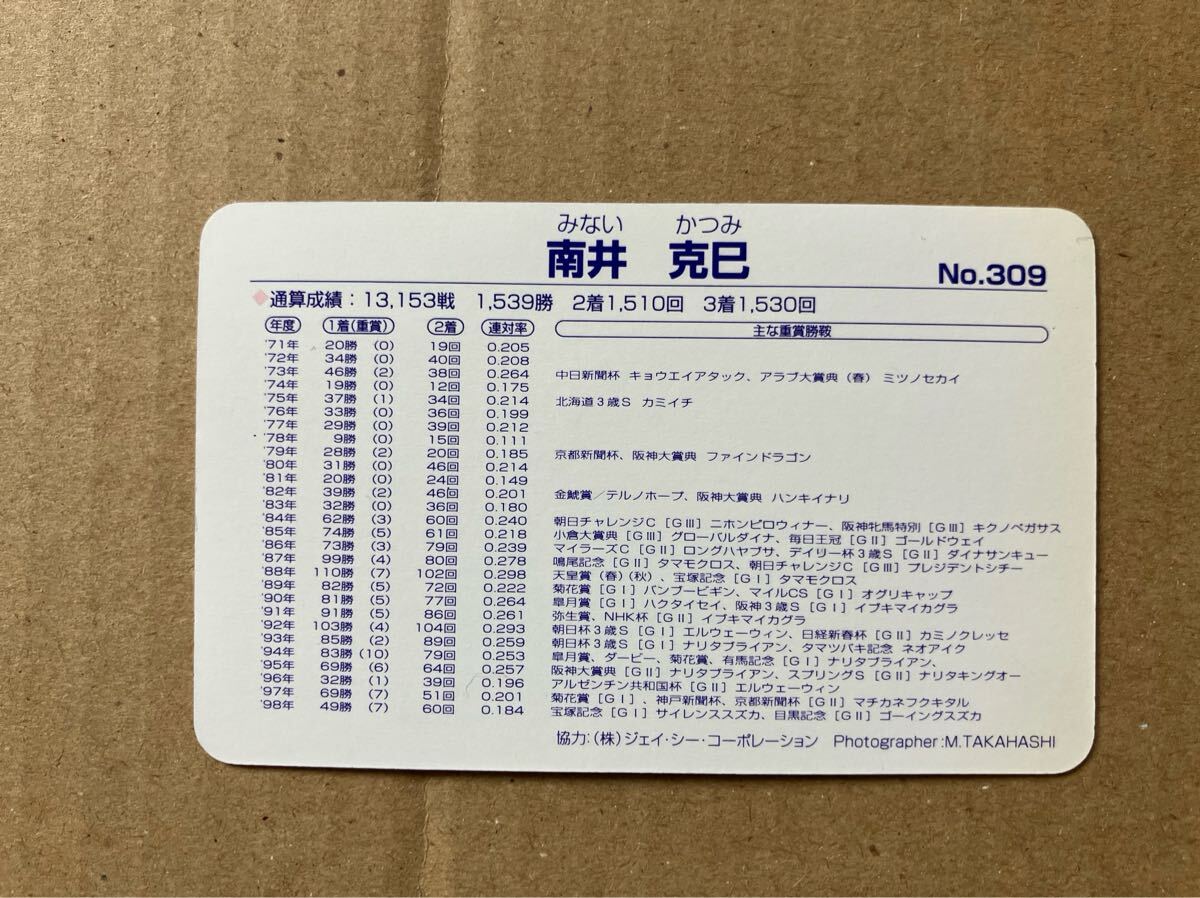 みない かつみ
南井 克巳
No.309
◆通算成績：13,153戦 1,539勝 2着1,510回 3着1,530回
年度 1着(重賞) 2着 連対率 主な重賞勝鞍
'71年 20勝 (0) 19回 0.205
'72年 34勝 (0) 40回 0.208
'73年 46勝 (2) 38回 0.264 中日新聞杯 キョウエイアタック、アラブ大賞典（春） ミツノセカイ
'74年 19勝 (0) 12回 0.175
'75年 37勝 (1) 34回 0.214 北海道３歳Ｓ カミイチ
'76年 33勝 (0) 36回 0.199
'77年 29勝 (0) 39回 0.212
'78年 9勝 (0) 15回 0.111
'79年 28勝 (2) 20回 0.185 京都新聞杯、阪神大賞典 ファインドラゴン
'80年 31勝 (0) 46回 0.214
'81年 20勝 (0) 24回 0.149
'82年 39勝 (2) 46回 0.201 金鯱賞／テルノホープ、阪神大賞典 ハンキイナリ
'83年 32勝 (0) 36回 0.180
'84年 62勝 (3) 60回 0.240 朝日チャレンジＣ［ＧⅢ］ニホンピロウィナー、阪神牝馬特別［ＧⅢ］キクノペガサス
'85年 74勝 (5) 61回 0.218 小倉大賞典［ＧⅢ］グローバルダイナ、毎日王冠［ＧⅡ］ゴールドウェイ
'86年 73勝 (3) 79回 0.239 マイラーズＣ［ＧⅡ］ロングハヤブサ、デイリー杯３歳Ｓ［ＧⅡ］ダイナサンキュー
'87年 99勝 (4) 80回 0.278 鳴尾記念［ＧⅡ］タマモクロス、朝日チャレンジＣ［ＧⅢ］プレジデントシチー
'88年 110勝 (7) 102回 0.298 天皇賞（春）（秋）、宝塚記念［ＧⅠ］タマモクロス
'89年 82勝 (5) 72回 0.222 菊花賞［ＧⅠ］バンブービギン、マイルCS［ＧⅠ］オグリキャップ
'90年 81勝 (5) 77回 0.264 皐月賞［ＧⅠ］ハクタイセイ、阪神３歳Ｓ［ＧⅠ］イブキマイカグラ
'91年 91勝 (5) 86回 0.261 弥生賞、NHK杯［ＧⅡ］イブキマイカグラ
'92年 103勝 (4) 104回 0.293 朝日杯３歳Ｓ［ＧⅠ］エルウェーウィン、日経新春杯［ＧⅡ］カミノクレッセ
'93年 85勝 (2) 89回 0.259 朝日杯３歳Ｓ［ＧⅠ］ナリタブライアン、タマツバキ記念 ネオアイク
'94年 83勝 (10) 79回 0.253 皐月賞、ダービー、菊花賞、有馬記念［ＧⅠ］ナリタブライアン、
'95年 69勝 (6) 64回 0.257 阪神大賞典［ＧⅡ］ナリタブライアン、スプリングＳ［ＧⅡ］ナリタキングオー
'96年 32勝 (1) 39回 0.196 アルゼンチン共和国杯［ＧⅡ］エルウェーウィン
'97年 69勝 (7) 51回 0.201 菊花賞［ＧⅠ］、神戸新聞杯、京都新聞杯［ＧⅡ］マチカネフクキタル
'98年 49勝 (7) 60回 0.184 宝塚記念［ＧⅠ］サイレンススズカ、目黒記念［ＧⅡ］ゴーイングスズカ
協力：（株）ジェイ・シー・コーポレーション Photographer:M.TAKAHASHI